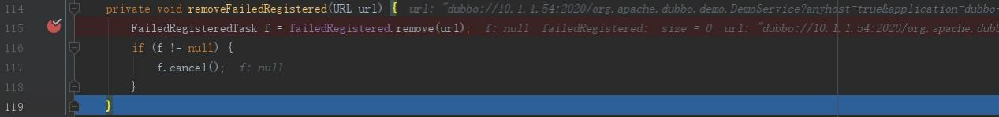 114 private void removeFailedRegistered(URL url) { url: "dubbo://10.1.1.54:2020/org.apache.dubbo.demo.DemoService?anyhost=true&application=dubbo-
115 FailedRegisteredTask f = failedRegistered.remove(url); f: null failedRegistered: size = 0 url: "dubbo://10.1.1.54:2020/org.apache.dubb
116 if (f != null) {
117 f.cancel(); f: null
118 }
119 }